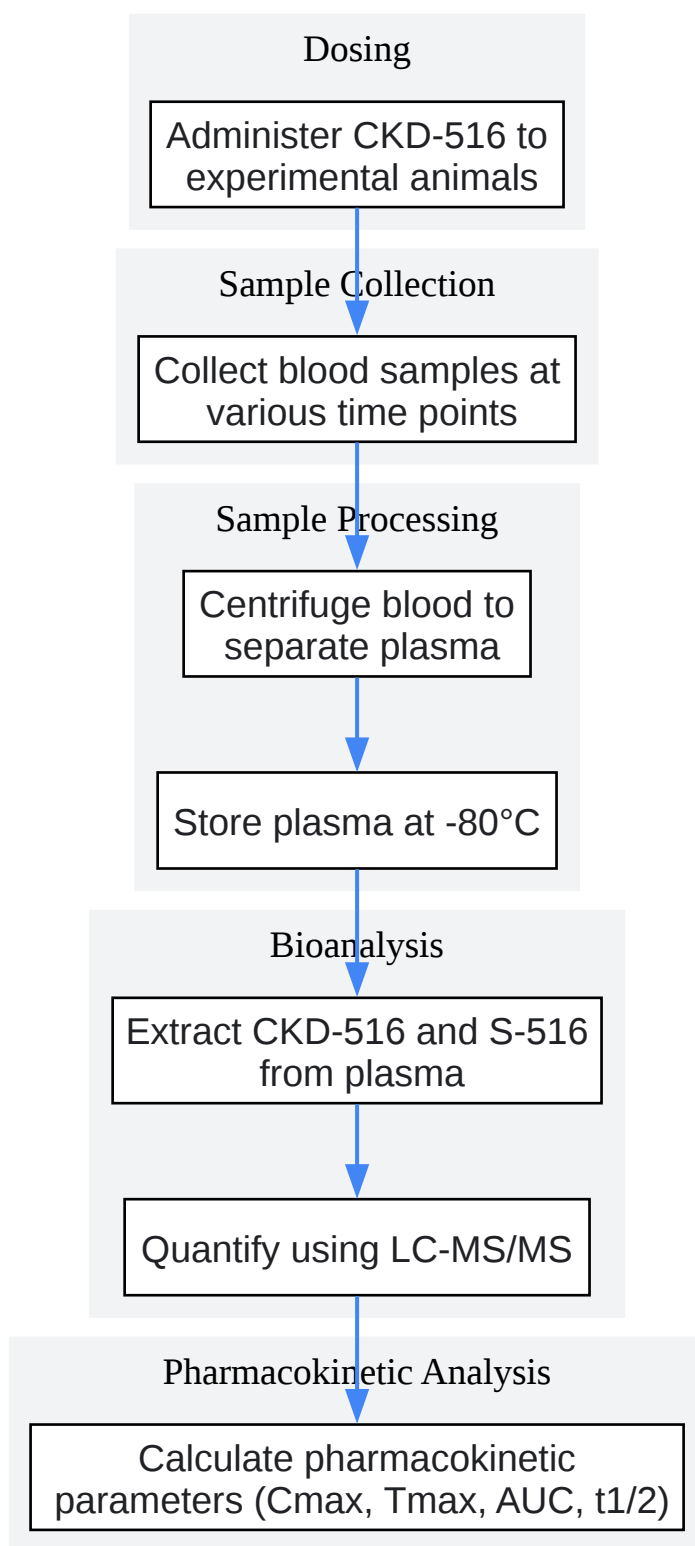 Dosing
Administer CKD-516 to
experimental animals
Sample Collection
Collect blood samples at
various time points
Sample Processing
Centrifuge blood to
separate plasma
Store plasma at -80°C
Bioanalysis
Extract CKD-516 and S-516
from plasma
Quantify using LC-MS/MS
Pharmacokinetic Analysis
Calculate pharmacokinetic
parameters (Cmax, Tmax, AUC, t1/2)